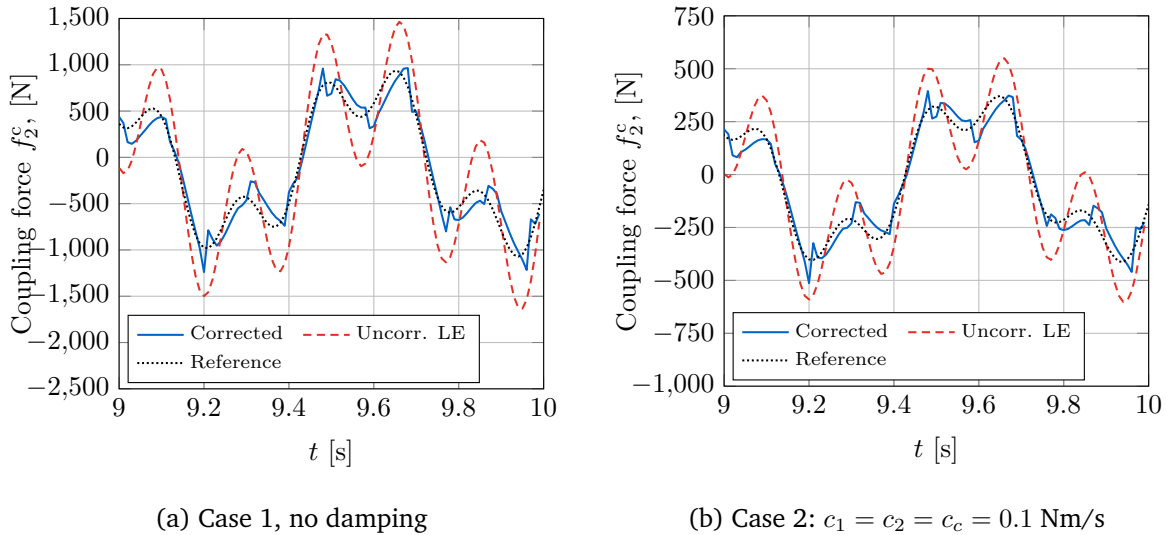 Coupling force f₂ᶜ, [N]
1,500
1,000
500
0
−500
−1,000
−1,500
−2,000
−2,500
Corrected
Uncorr. LE
Reference
9
9.2
9.4
9.6
9.8
10
t [s]
(a) Case 1, no damping
Coupling force f₂ᶜ, [N]
750
500
250
0
−250
−500
−750
−1,000
Corrected
Uncorr. LE
Reference
9
9.2
9.4
9.6
9.8
10
t [s]
(b) Case 2: c₁ = c₂ = c_c = 0.1 Nm/s